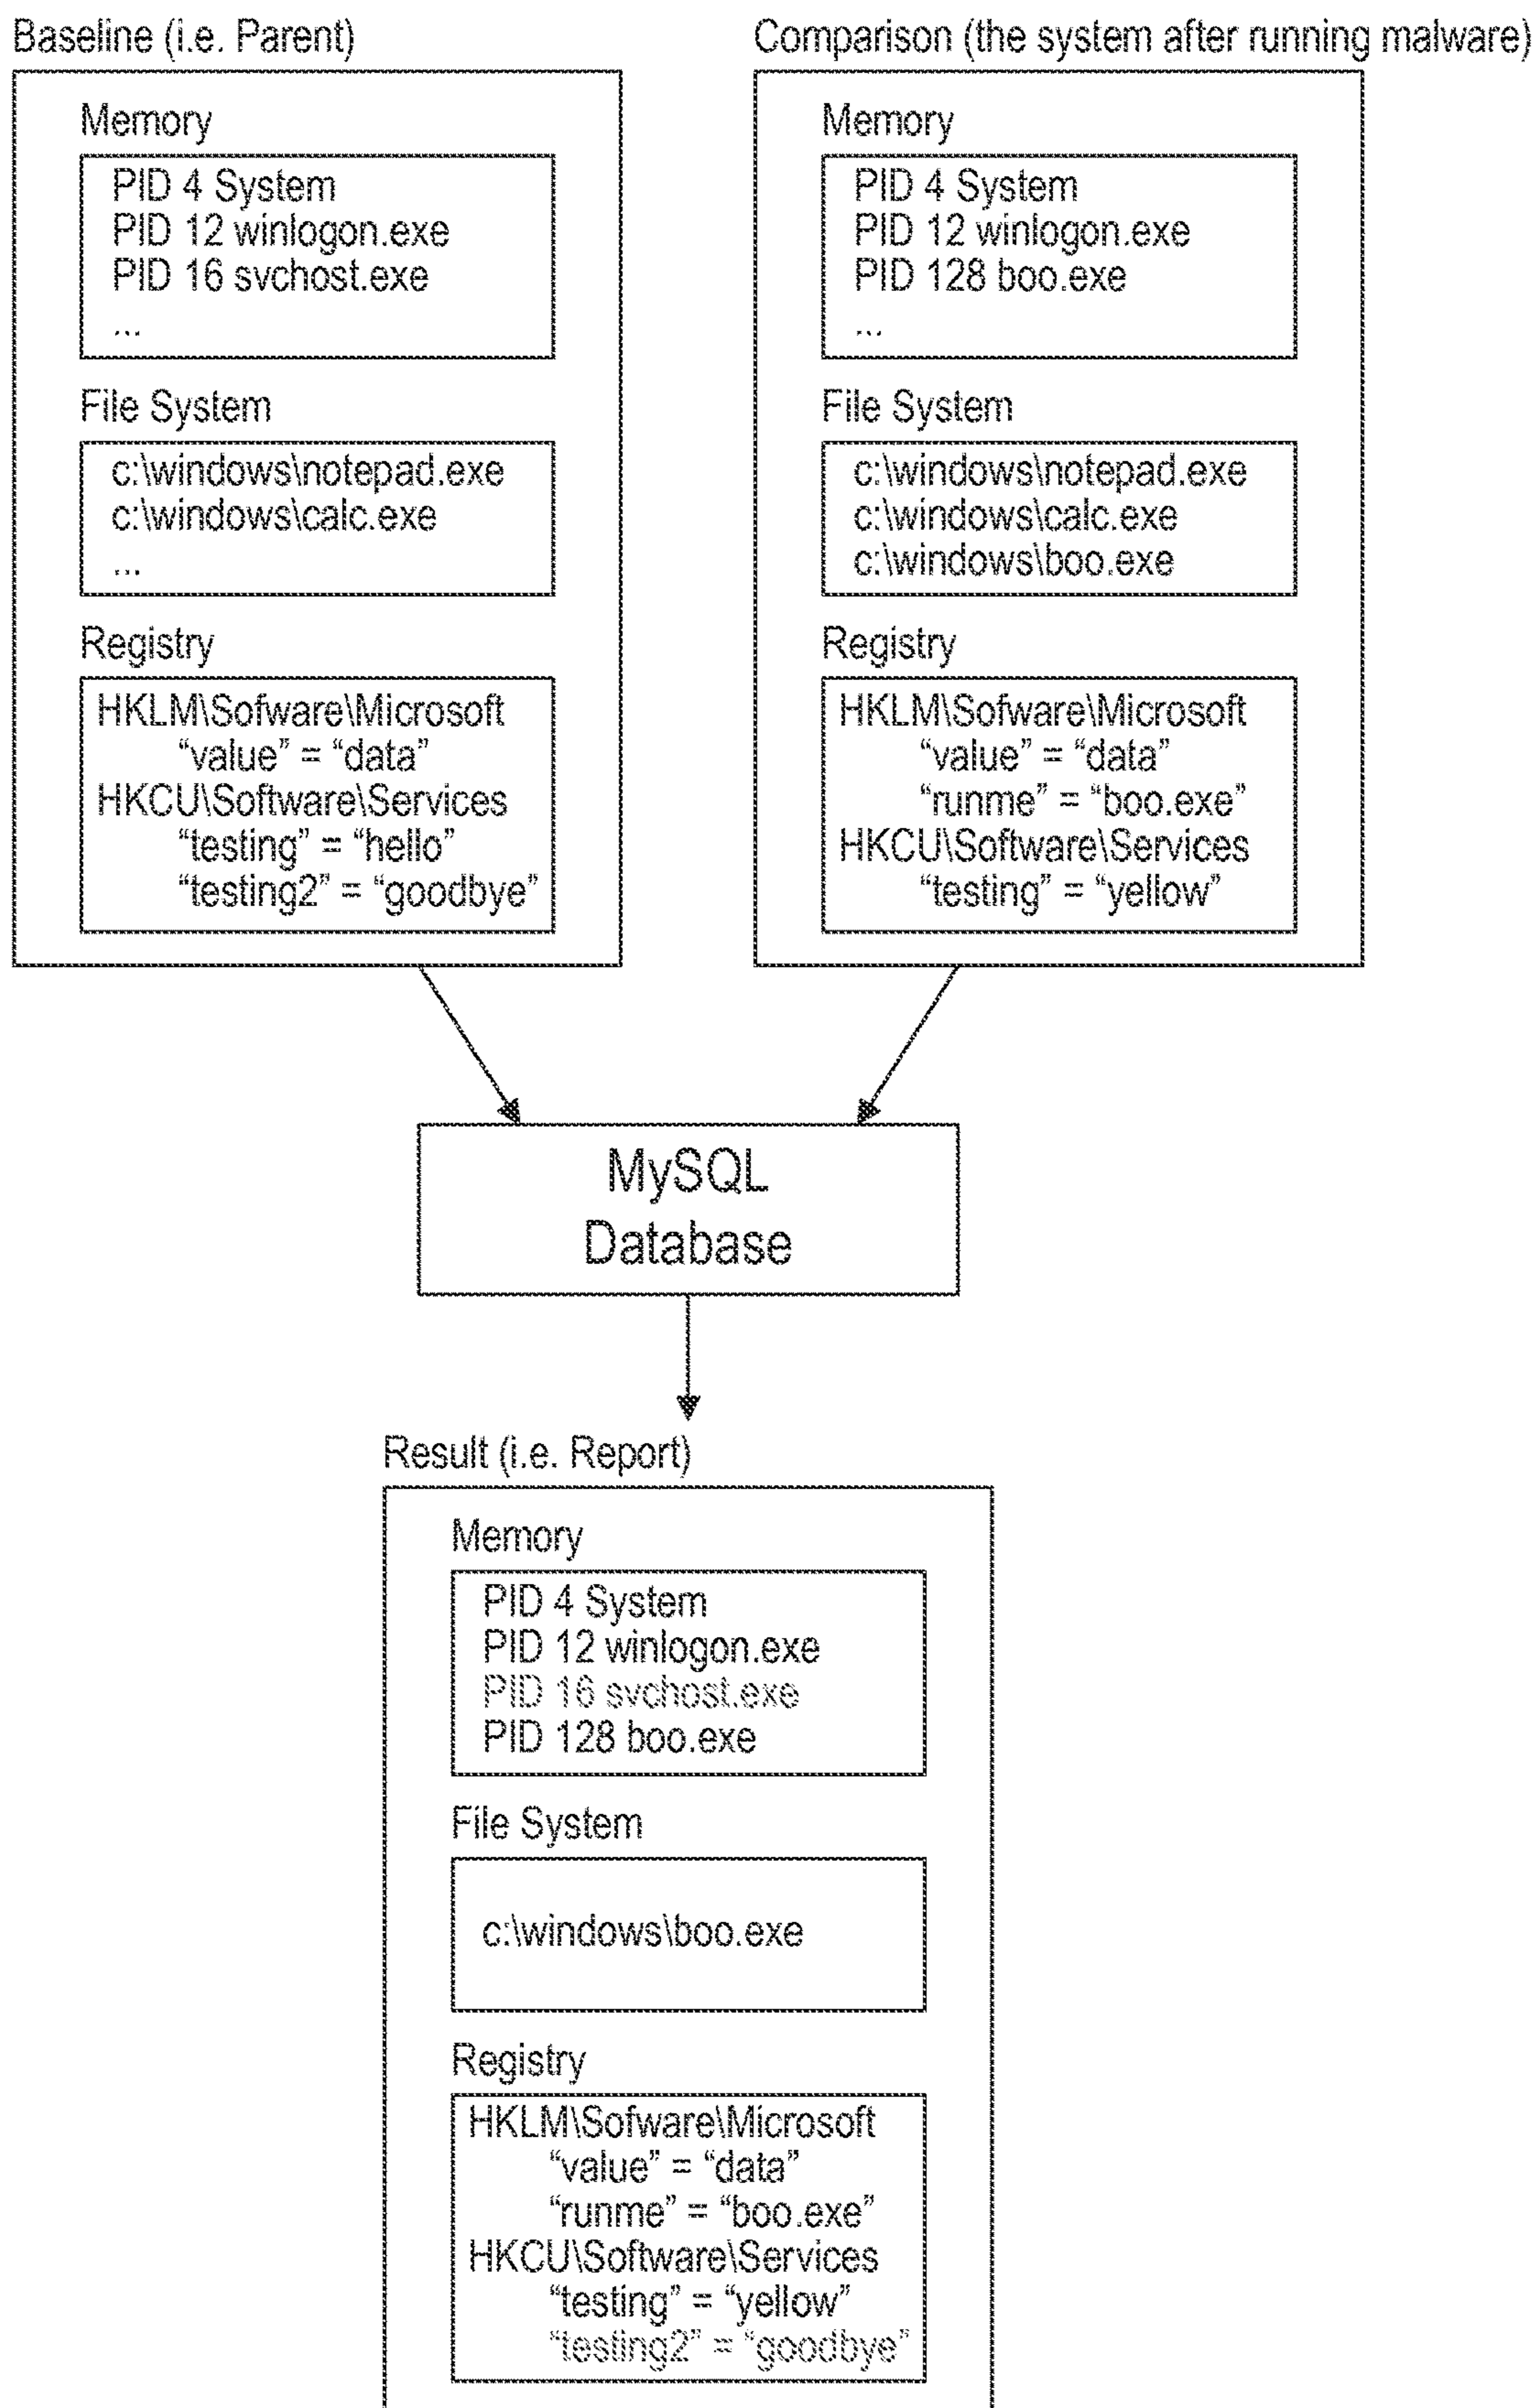 Baseline (i.e. Parent)
Memory
PID 4 System
PID 12 winlogon.exe
PID 16 svchost.exe
...
File System
c:\windows\notepad.exe
c:\windows\calc.exe
...
Registry
HKLM\Sofware\Microsoft
“value” = “data”
HKCU\Software\Services
“testing” = “hello”
“testing2” = “goodbye”
Comparison (the system after running malware)
Memory
PID 4 System
PID 12 winlogon.exe
PID 128 boo.exe
...
File System
c:\windows\notepad.exe
c:\windows\calc.exe
c:\windows\boo.exe
Registry
HKLM\Sofware\Microsoft
“value” = “data”
“runme” = “boo.exe”
HKCU\Software\Services
“testing” = “yellow”
MySQL
Database
Result (i.e. Report)
Memory
PID 4 System
PID 12 winlogon.exe
PID 16 svchost.exe
PID 128 boo.exe
File System
c:\windows\boo.exe
Registry
HKLM\Sofware\Microsoft
“value” = “data”
“runme” = “boo.exe”
HKCU\Software\Services
“testing” = “yellow”
“testing2” = “goodbye”